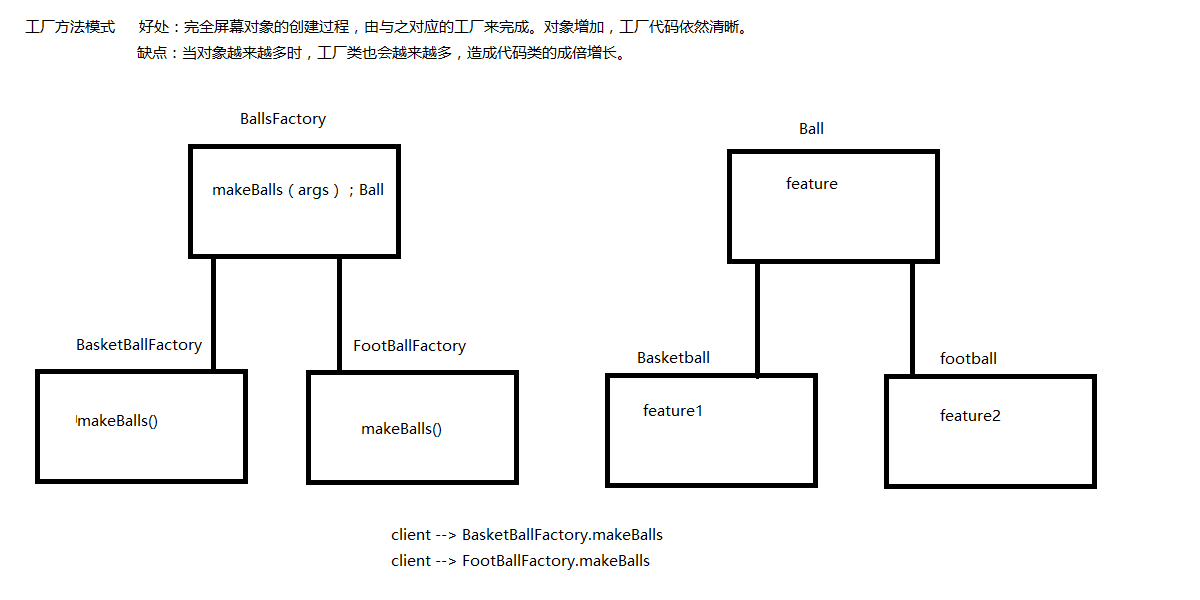 工厂方法模式 好处：完全屏幕对象的创建过程，由与之对应的工厂来完成。对象增加，工厂代码依然清晰。
缺点：当对象越来越多时，工厂类也会越来越多，造成代码类的成倍增长。
BallsFactory
makeBalls（args）；Ball
BasketBallFactory
makeBalls()
FootBallFactory
makeBalls()
Ball
feature
Basketball
feature1
football
feature2
client --> BasketBallFactory.makeBalls
client --> FootBallFactory.makeBalls